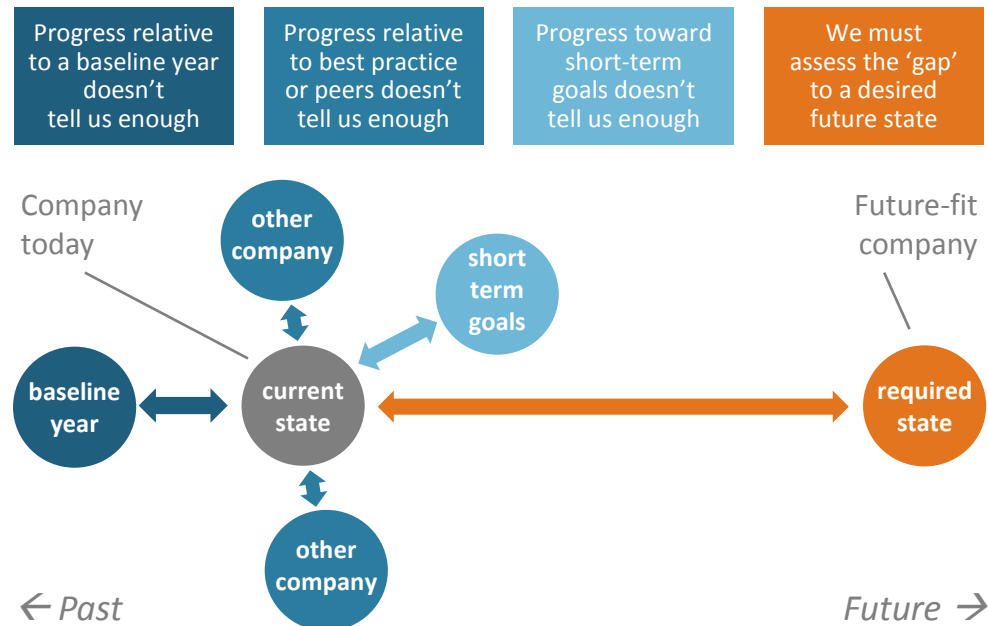 Progress relative
to a baseline year
doesn't
tell us enough
Progress relative
to best practice
or peers doesn't
tell us enough
Progress toward
short-term
goals doesn't
tell us enough
We must
assess the ‘gap’
to a desired
future state
Company
today
other
company
short
term
goals
Future-fit
company
baseline
year
current
state
required
state
other
company
← Past
Future →